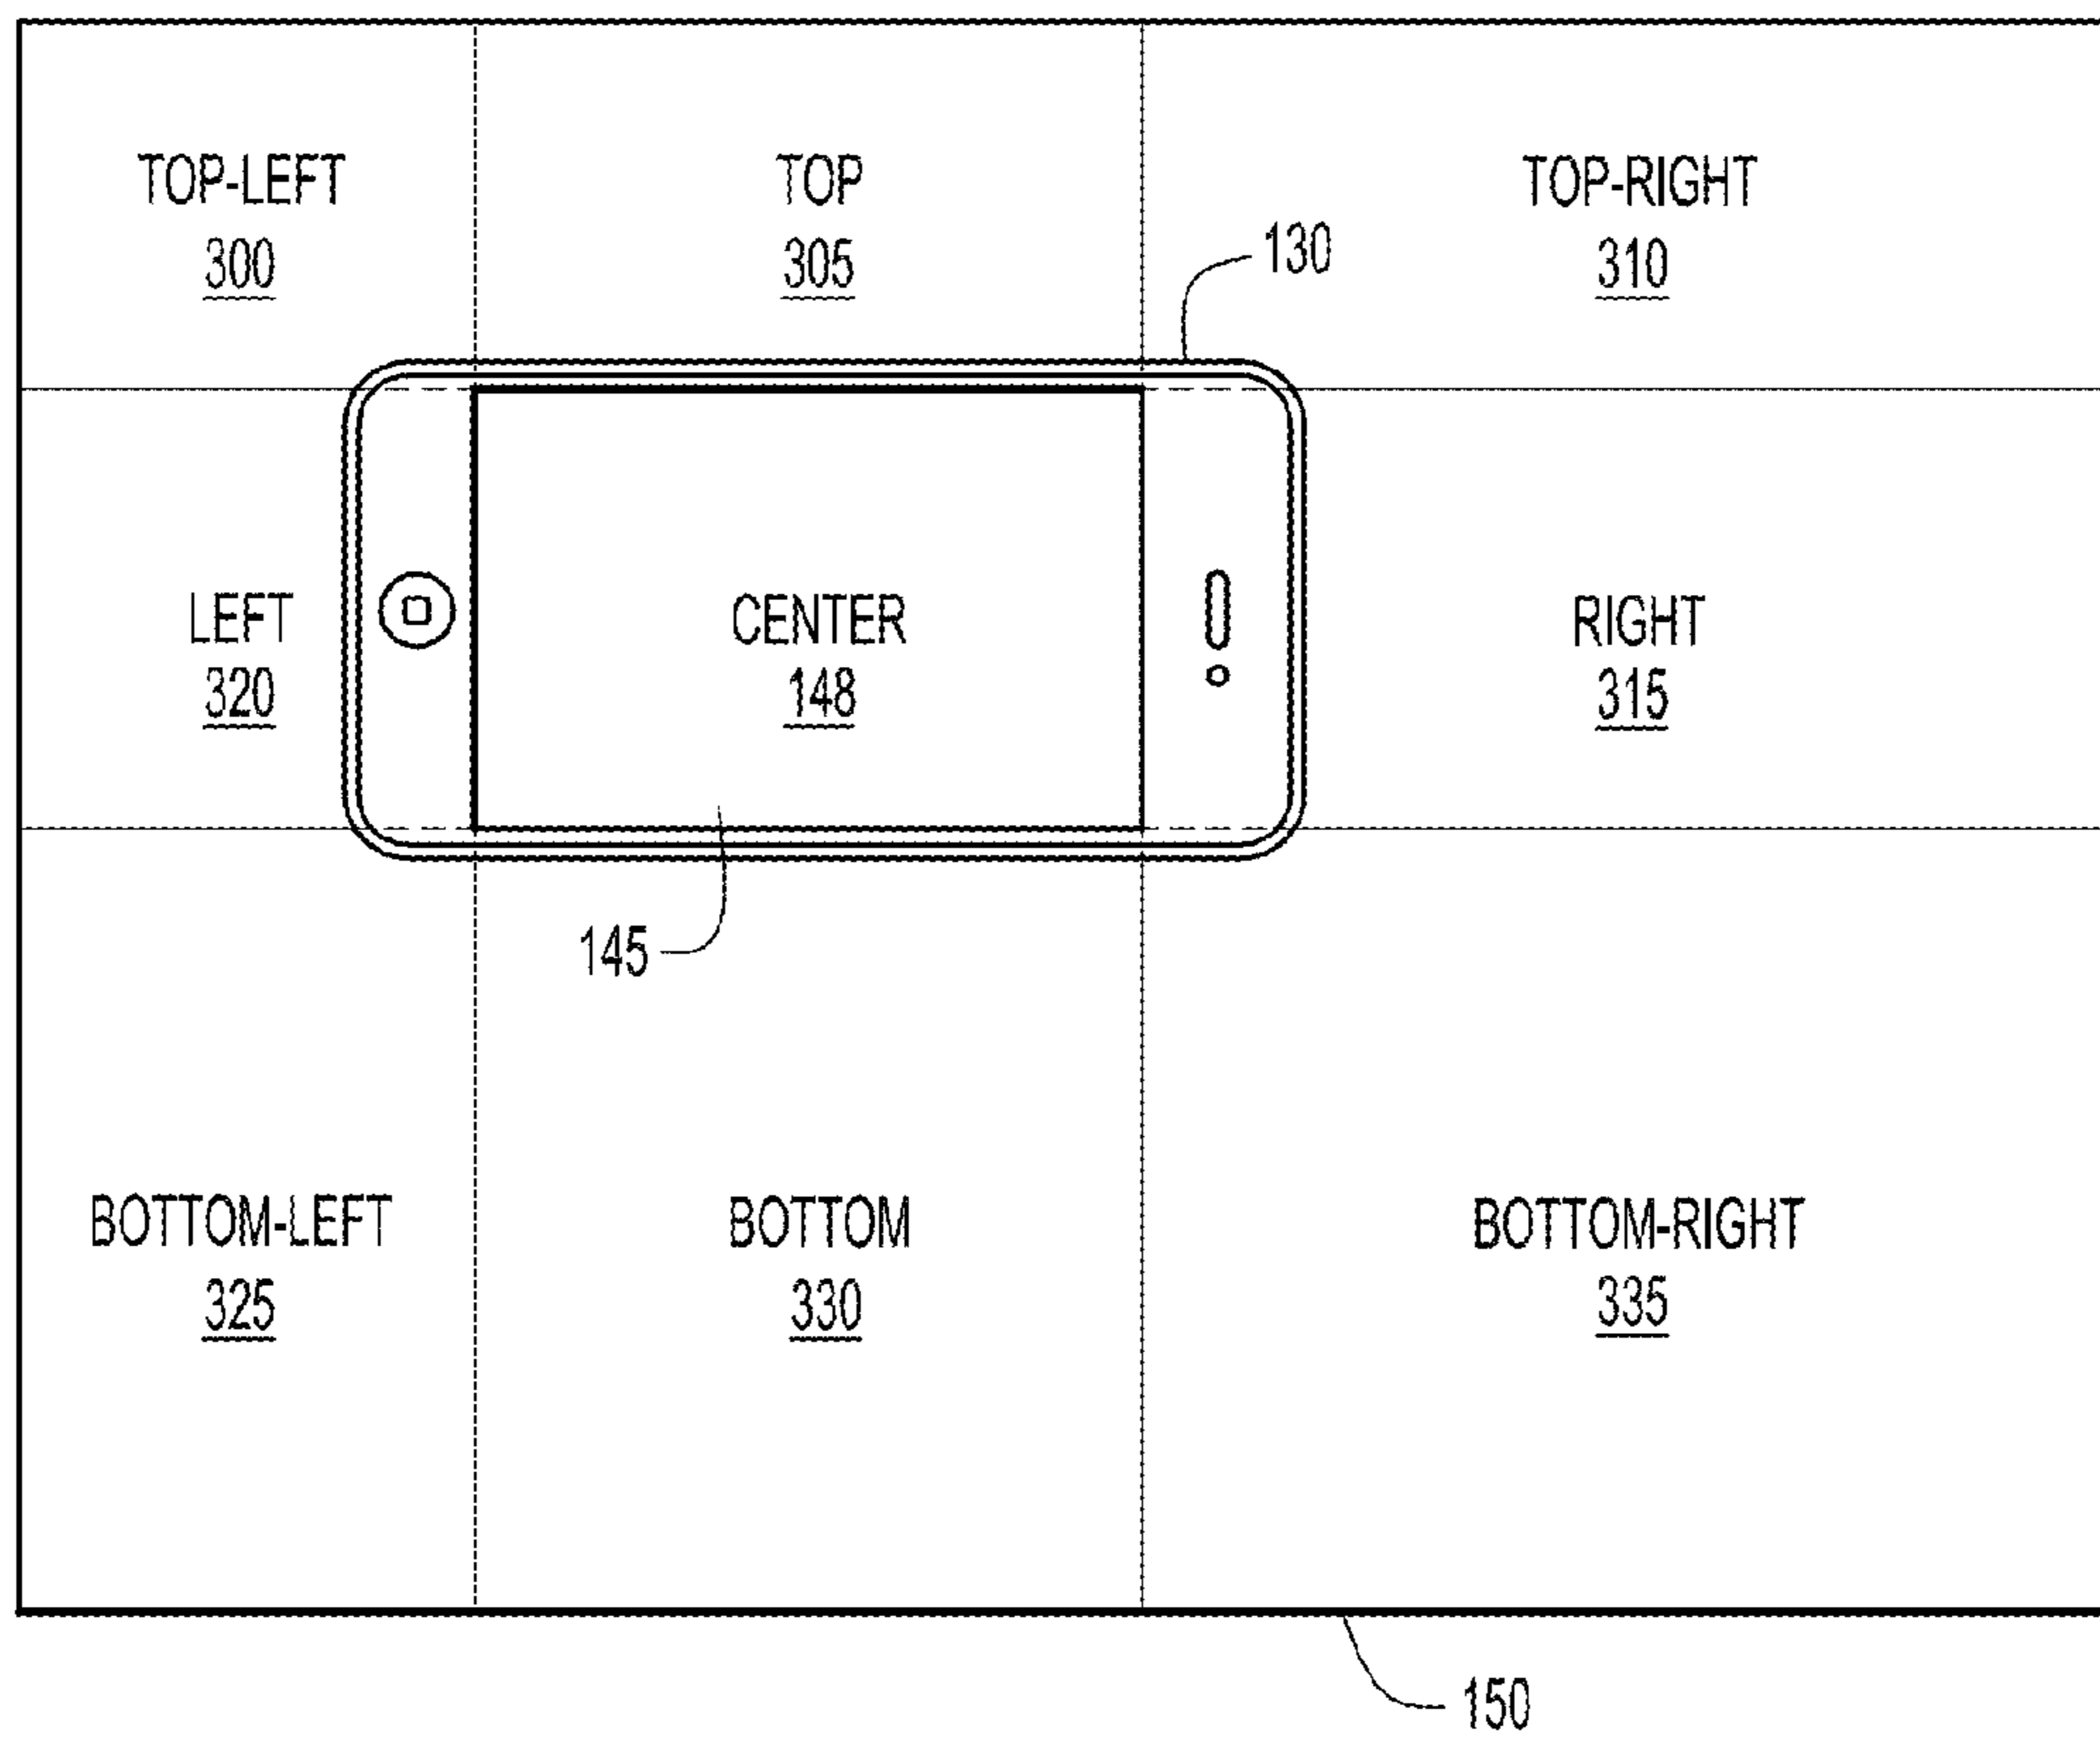 TOP-LEFT
300
TOP
305
TOP-RIGHT
310
130
LEFT
320
CENTER
148
RIGHT
315
145
BOTTOM-LEFT
325
BOTTOM
330
BOTTOM-RIGHT
335
150